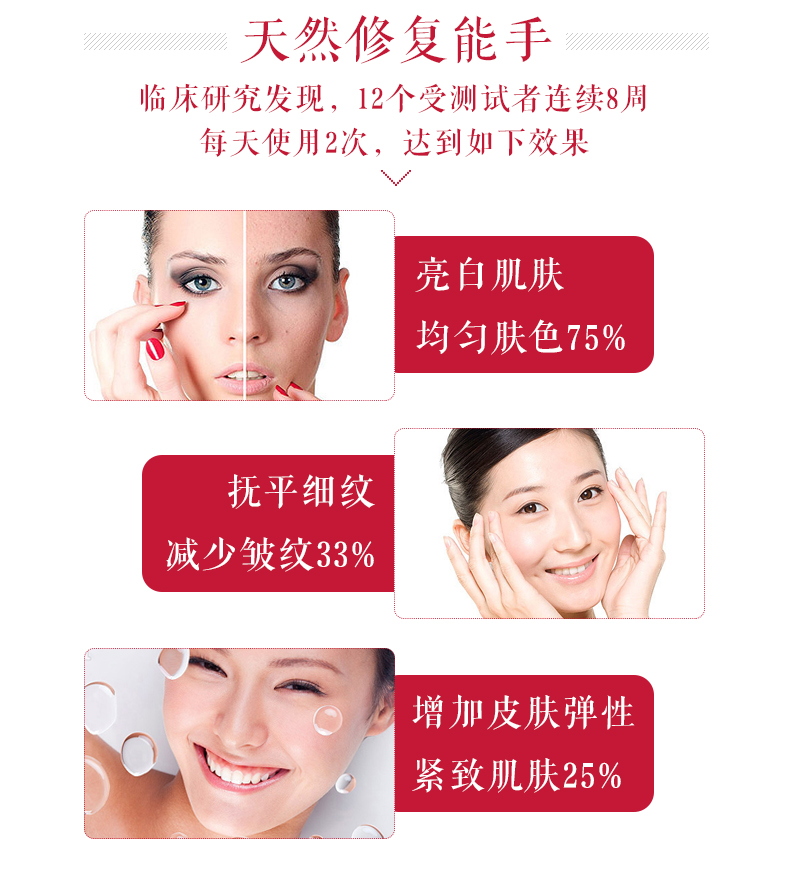 天然修复能手
临床研究发现，12个受测试者连续8周
每天使用2次，达到如下效果
亮白肌肤
均匀肤色75%
抚平细纹
减少皱纹33%
增加皮肤弹性
紧致肌肤25%